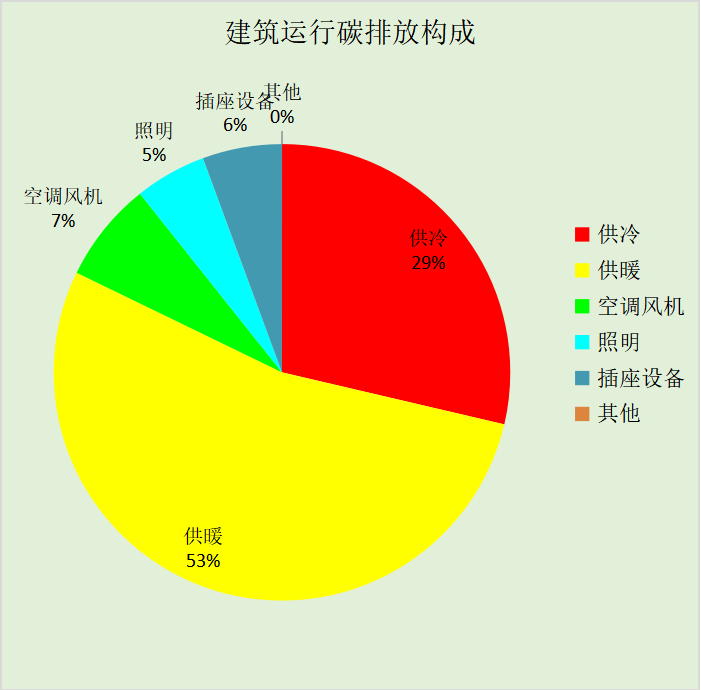 建筑运行碳排放构成
其他
0%
插座设备
6%
照明
5%
空调风机
7%
供冷
29%
供暖
53%
供冷
供暖
空调风机
照明
插座设备
其他